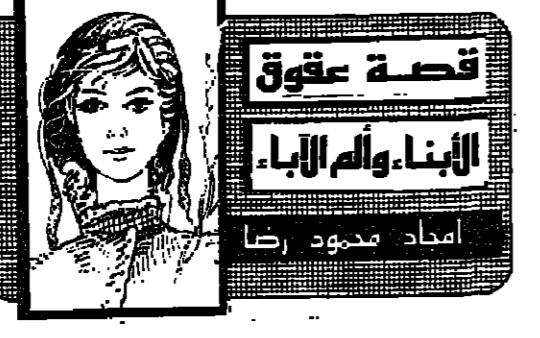 قصة عقوق
الأبناء وألم الآباء
امجاد محمود رضا